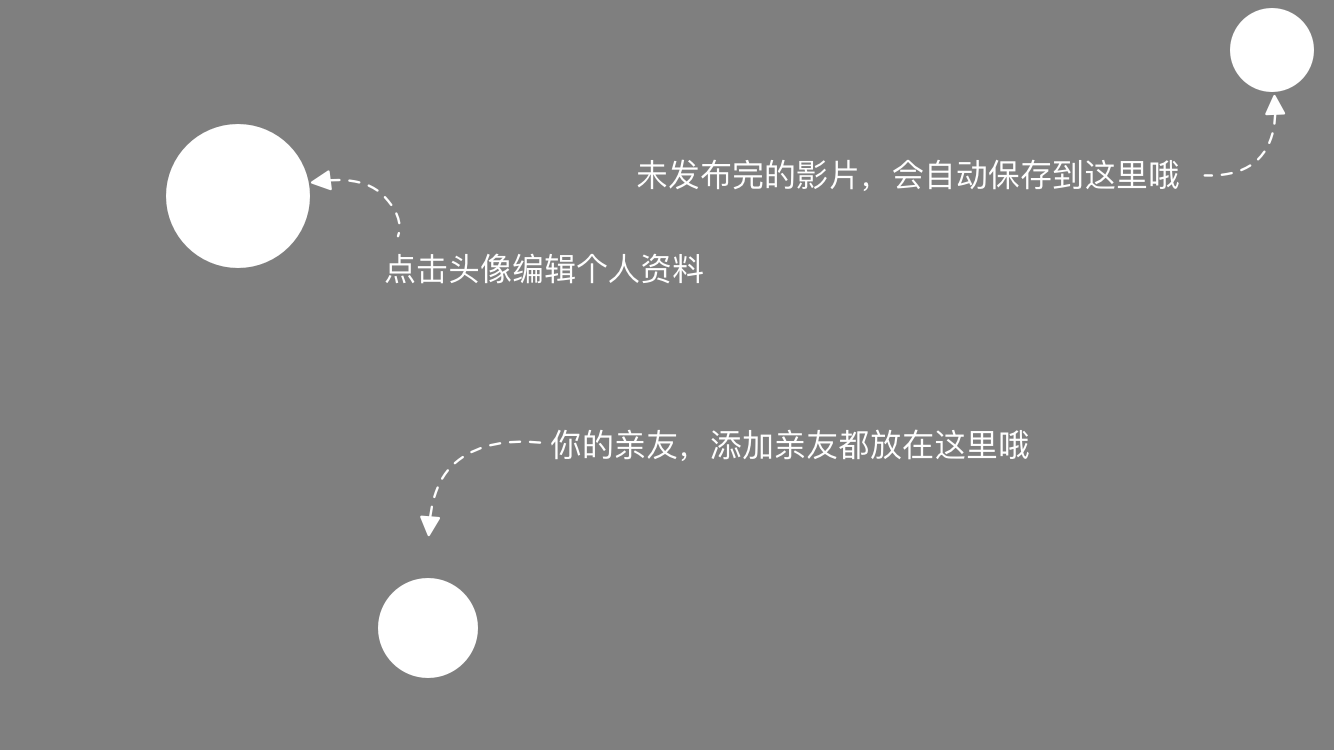 未发布完的影片，会自动保存到这里哦
点击头像编辑个人资料
你的亲友，添加亲友都放在这里哦